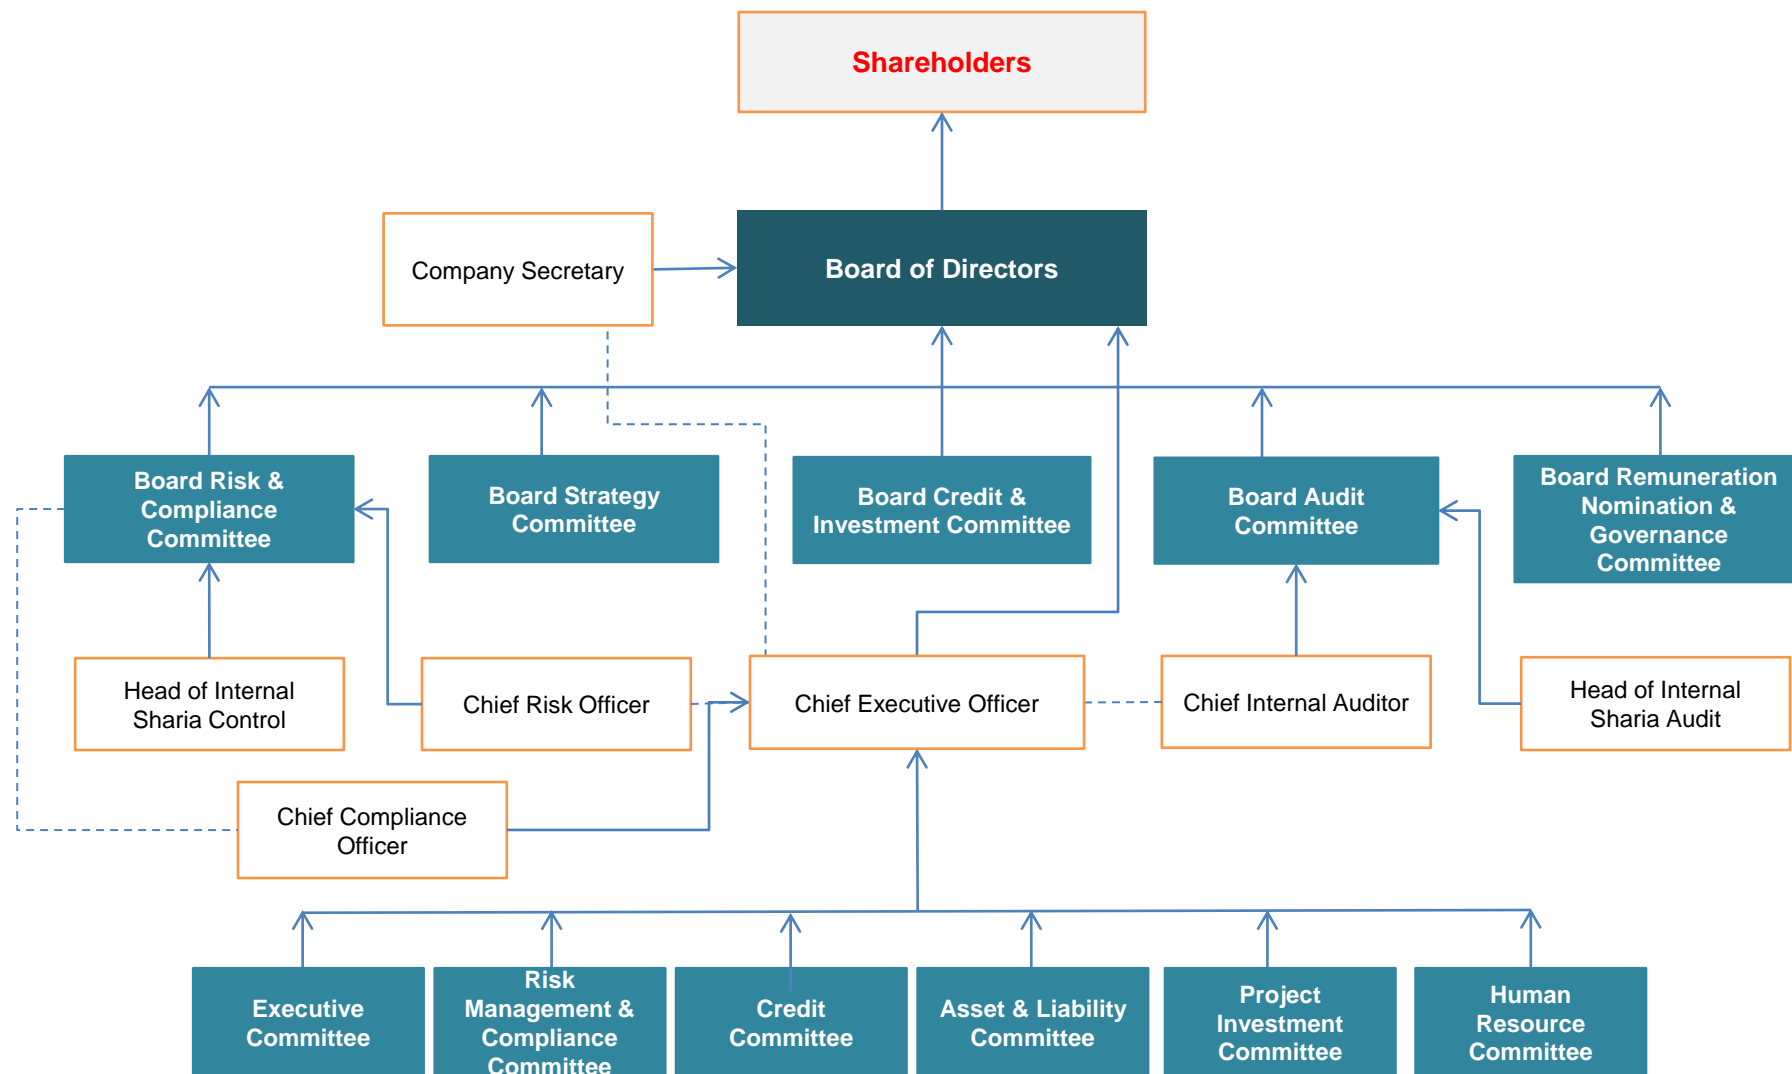 Shareholders
Company Secretary
Board of Directors
Board Risk &
Compliance
Committee
Board Strategy
Committee
Board Credit &
Investment Committee
Board Audit
Committee
Board Remuneration
Nomination &
Governance
Committee
Head of Internal
Sharia Control
Chief Risk Officer
Chief Executive Officer
Chief Internal Auditor
Head of Internal
Sharia Audit
Chief Compliance
Officer
Executive
Committee
Risk
Management &
Compliance
Committee
Credit
Committee
Asset & Liability
Committee
Project
Investment
Committee
Human
Resource
Committee